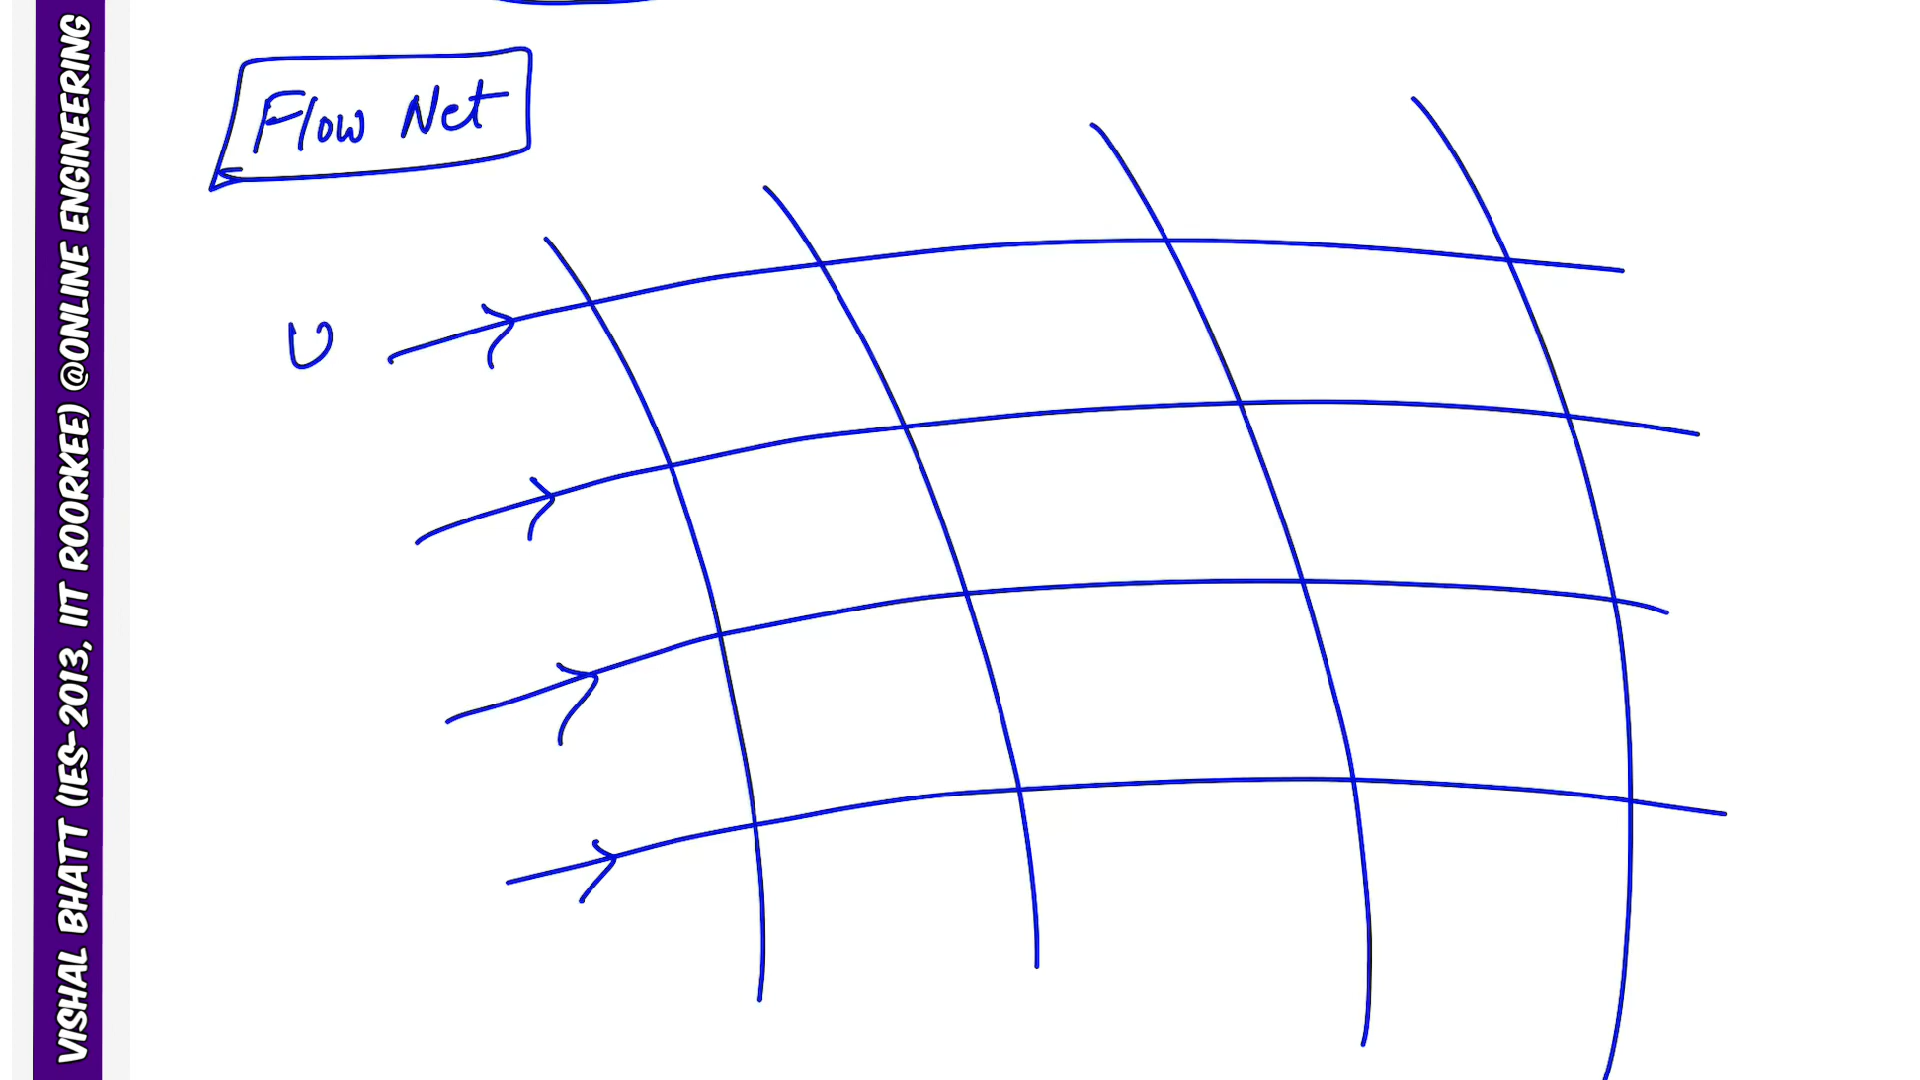 VISHAL BHATT (IES-2013, IIT ROORKEE) @ONLINE ENGINEERING
Flow Net
U